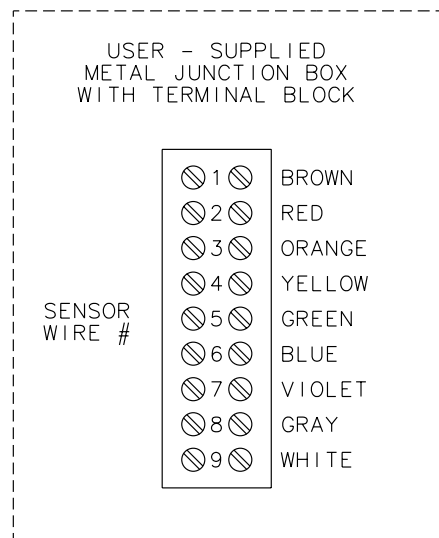 USER - SUPPLIED
METAL JUNCTION BOX
WITH TERMINAL BLOCK
1 BROWN
2 RED
3 ORANGE
4 YELLOW
SENSOR
WIRE #
5 GREEN
6 BLUE
7 VIOLET
8 GRAY
9 WHITE